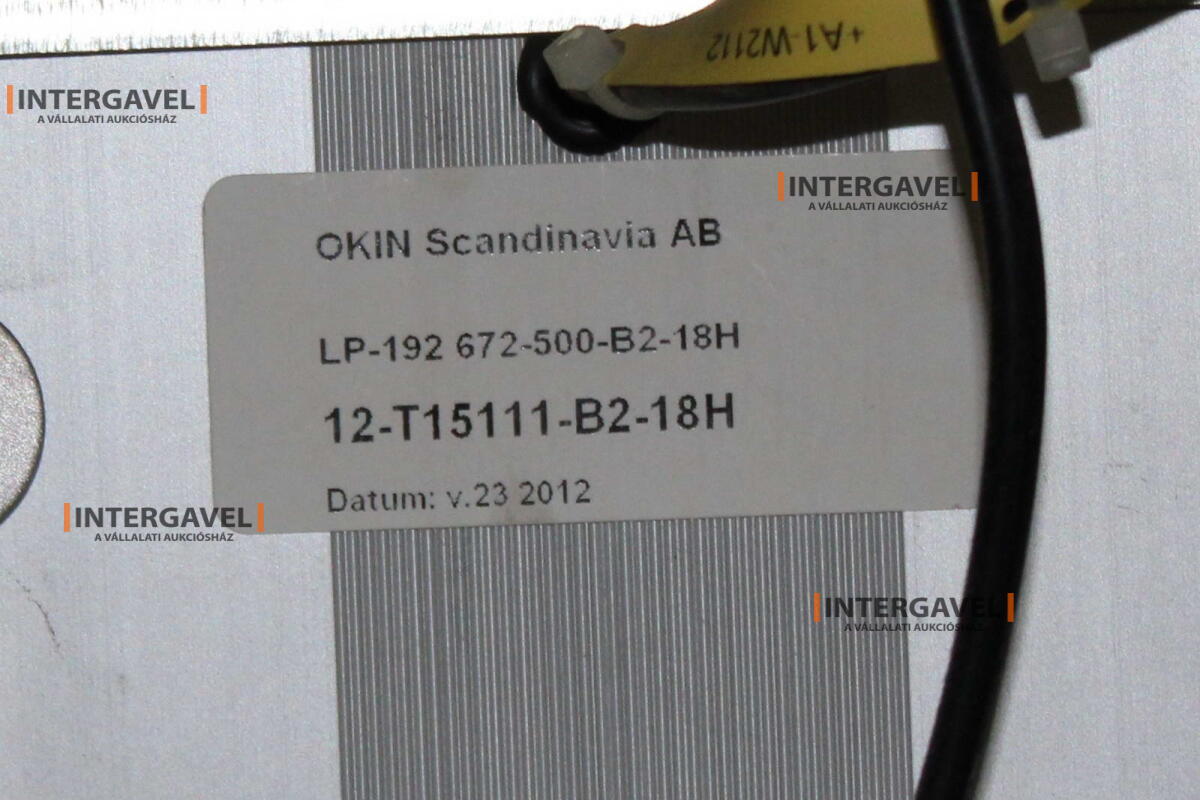 +A1-W2112
|INTERGAVEL|
A VÁLLALATI AUKCIÓSHÁZ
|INTERGAVEL|
A VÁLLALATI AUKCIÓSHÁZ
OKIN Scandinavia AB
LP-192 672-500-B2-18H
12-T15111-B2-18H
Datum: v.23 2012
|INTERGAVEL|
A VÁLLALATI AUKCIÓSHÁZ
|INTERGAVEL|
A VÁLLALATI AUKCIÓSHÁZ